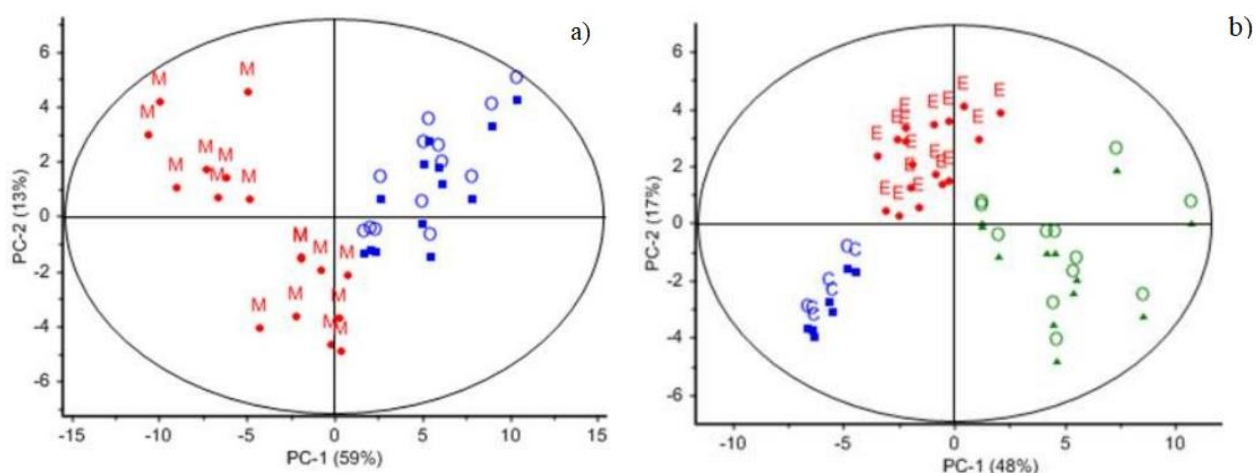 a)
6
M M O
M O
4
O
M M O O
2
M O
M M M O O
O
0
O O O O
M M
M M
-2
M M
M
-4
M M
-6
-15 -10 -5 0 5 10 15
PC-1 (59%)
PC-2 (13%)
b)
6
E E
E E E
4
E E E
E E
E O
2
E E E
E E
E E E
O O O
0
O O O
C C
O
O
-2
C
C
O
C C O
C
-4
O
-6
-10 -5 0 5 10
PC-1 (48%)
PC-2 (17%)